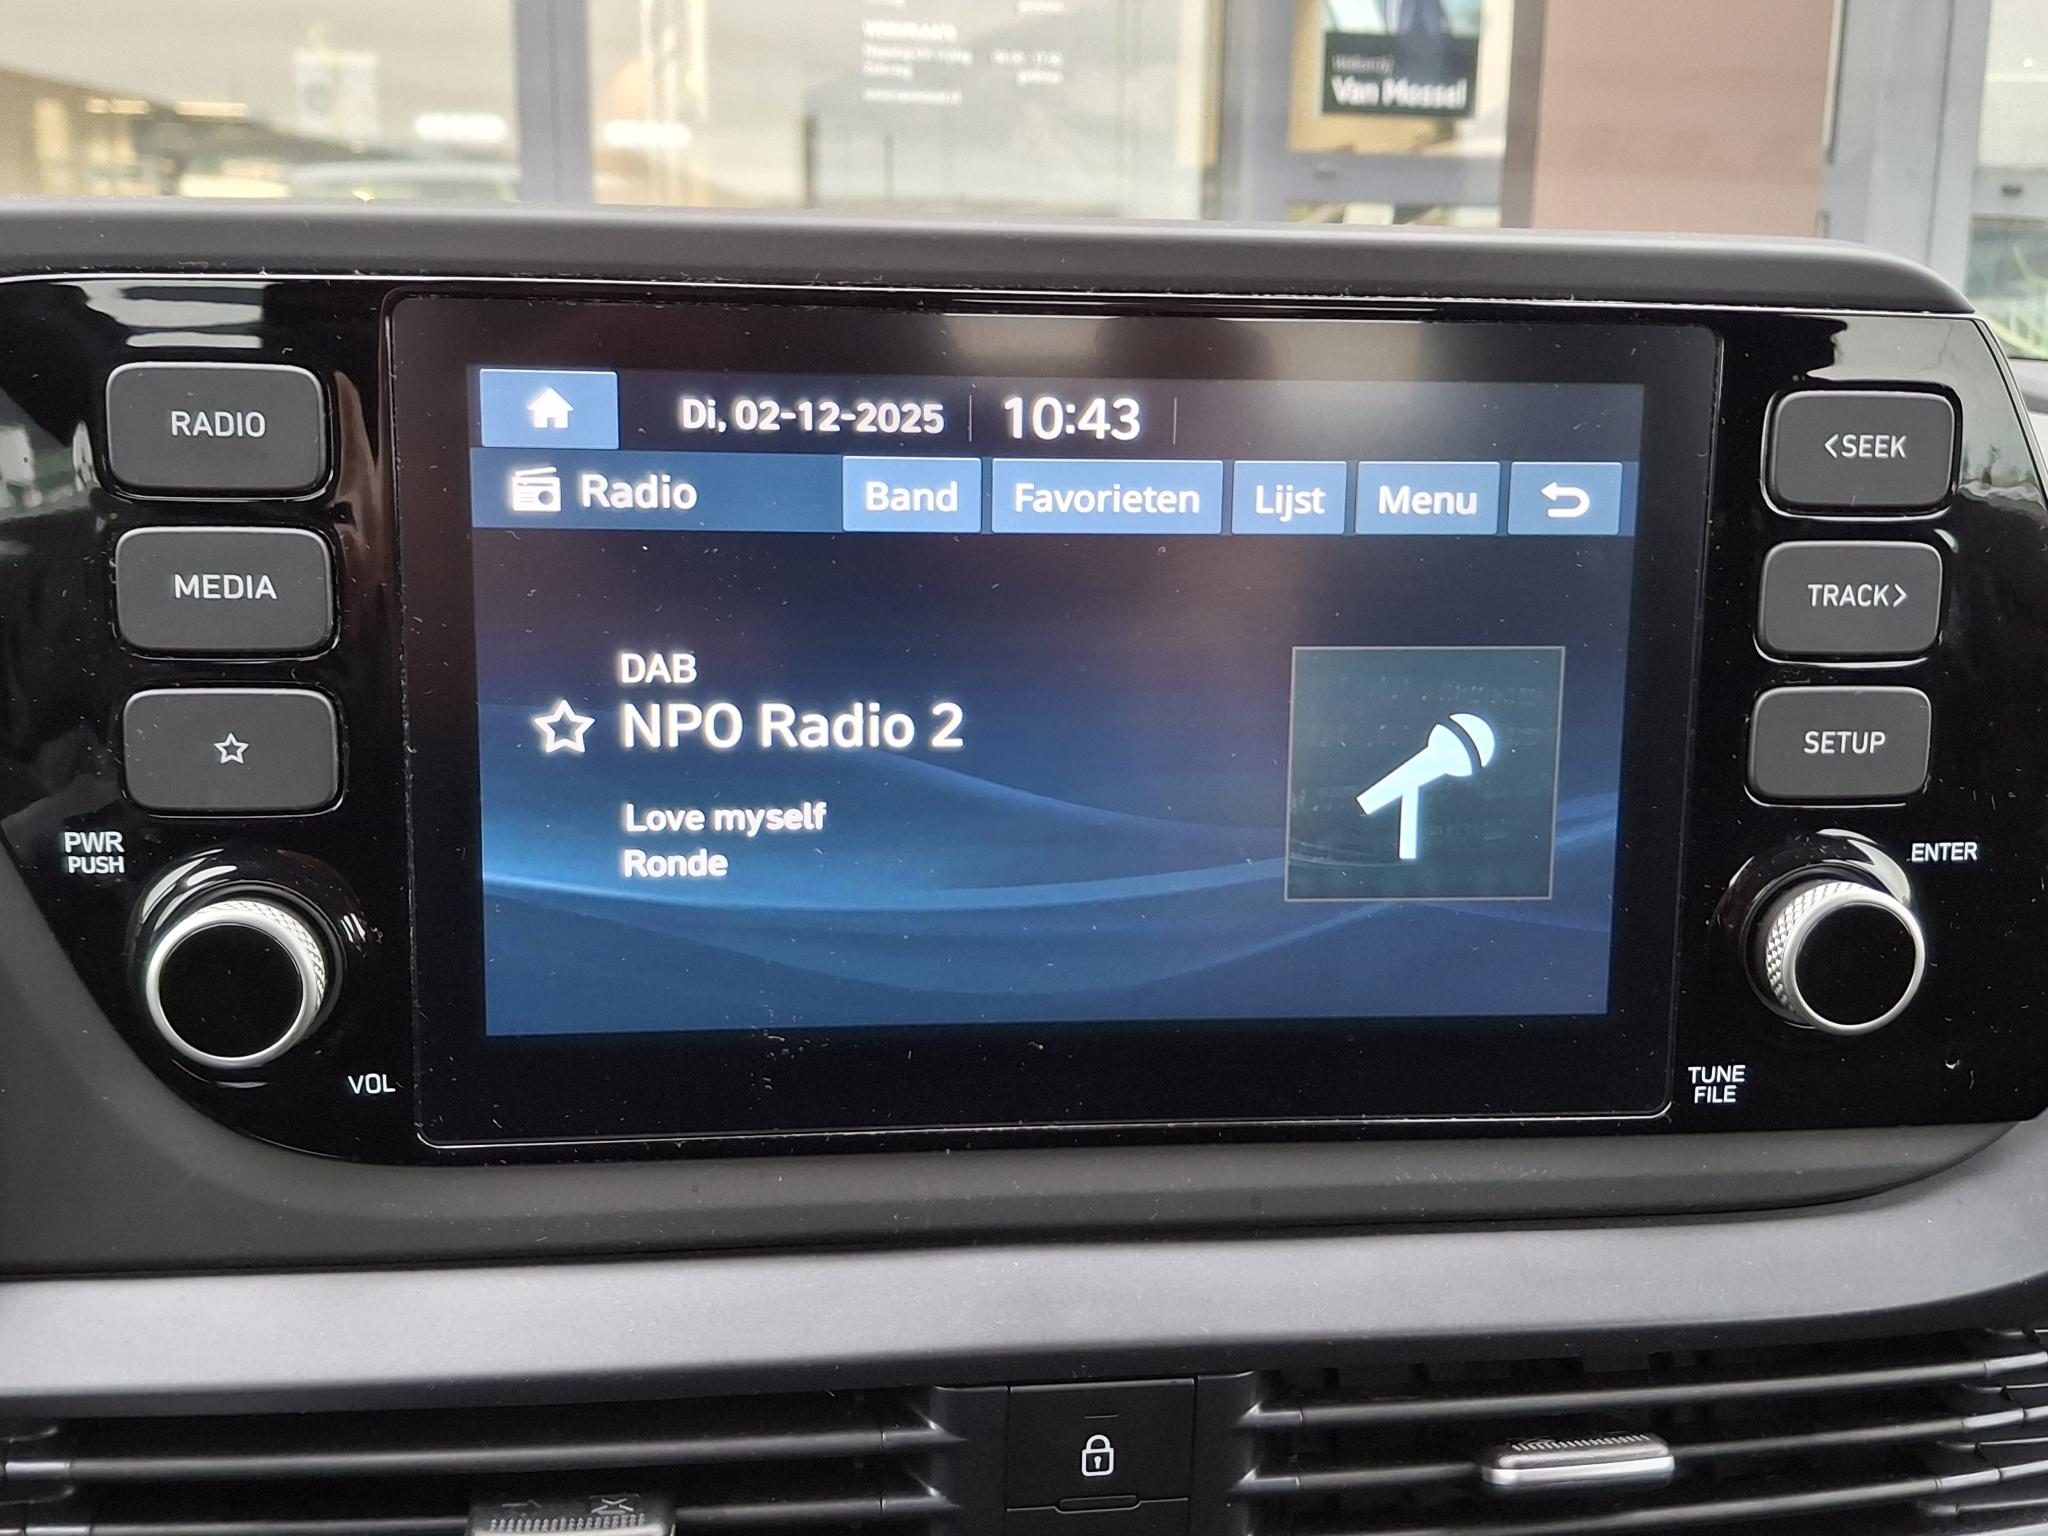 WERKPLAATS
Van Mossel
Di, 02-12-2025
10:43
Radio
Band
Favorieten
Lijst
Menu
DAB
NPO Radio 2
Love myself
Ronde
RADIO
MEDIA
PWR
PUSH
VOL
<SEEK
TRACK>
SETUP
ENTER
TUNE
FILE